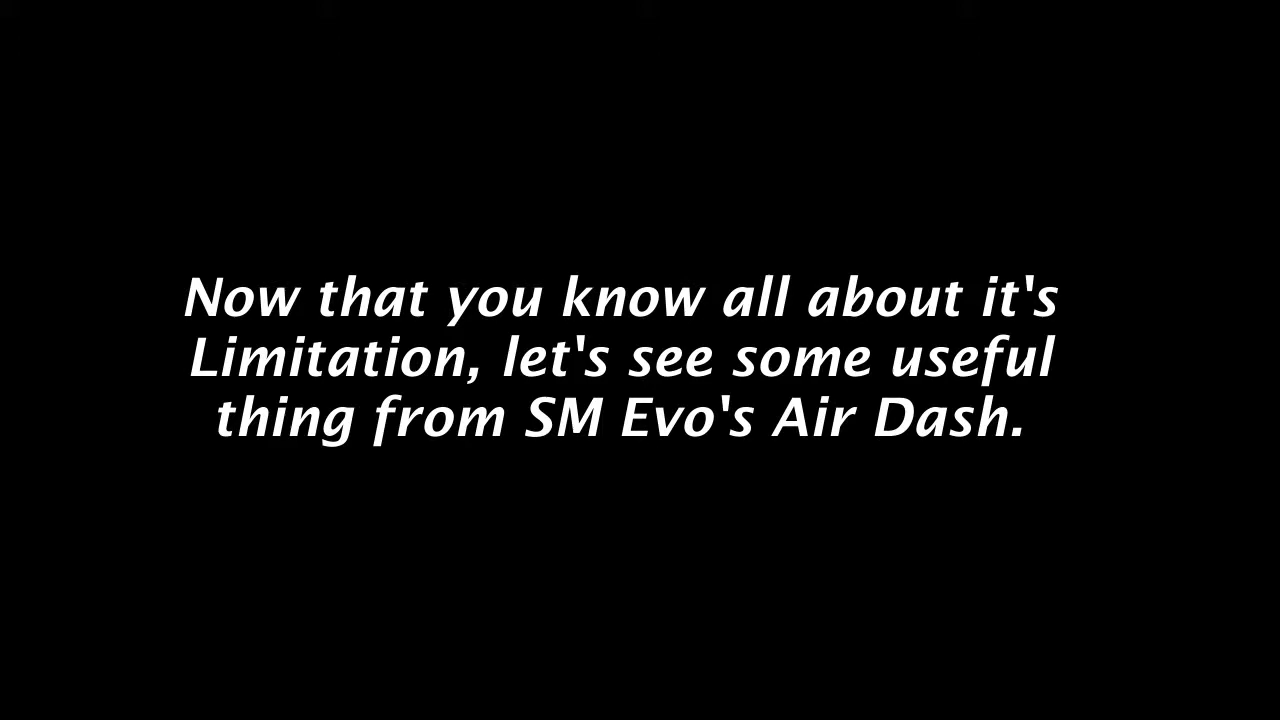 Now that you know all about it's
Limitation, let's see some useful
thing from SM Evo's Air Dash.